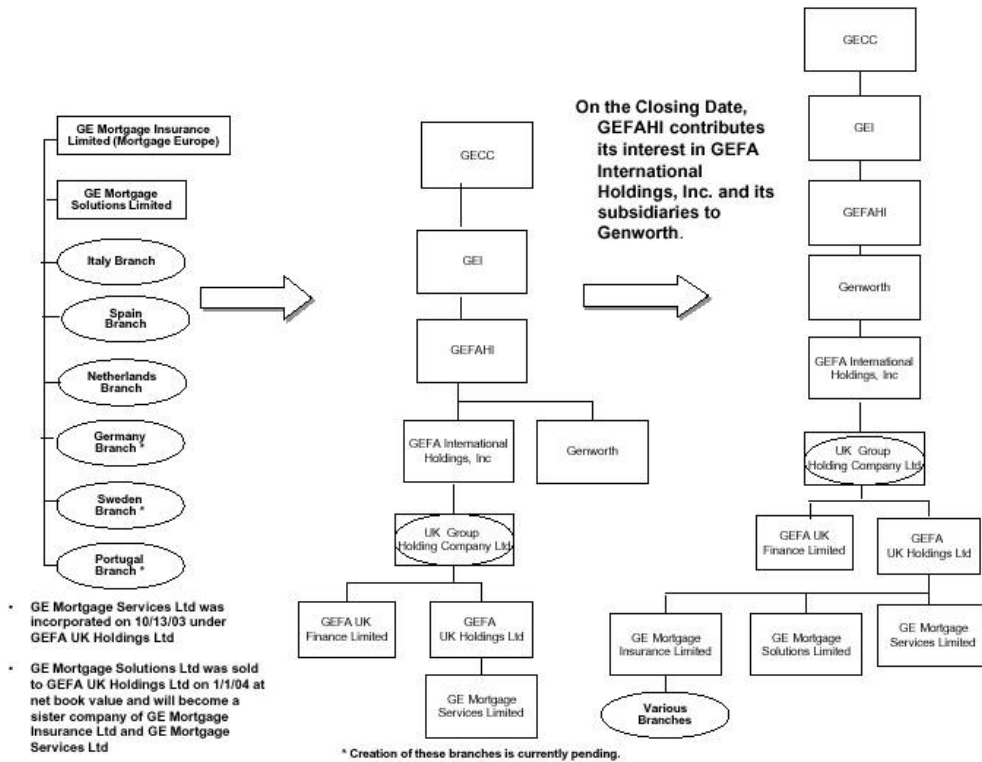 GE Mortgage Insurance
Limited (Mortgage Europe)
GE Mortgage
Solutions Limited
Italy Branch
Spain
Branch
Netherlands
Branch
Germany
Branch *
Sweden
Branch *
Portugal
Branch *
• GE Mortgage Services Ltd was
incorporated on 10/13/03 under
GEFA UK Holdings Ltd
• GE Mortgage Solutions Ltd was sold
to GEFA UK Holdings Ltd on 1/1/04 at
net book value and will become a
sister company of GE Mortgage
Insurance Ltd and GE Mortgage
Services Ltd
GECC
GEI
GEFAHI
GEFA International
Holdings, Inc
Genworth
UK Group
Holding Company Ltd
GEFA UK
Finance Limited
GEFA
UK Holdings Ltd
GE Mortgage
Services Limited
* Creation of these branches is currently pending.
On the Closing Date,
GEFAHI contributes
its interest in GEFA
International
Holdings, Inc. and its
subsidiaries to
Genworth.
GECC
GEI
GEFAHI
Genworth
GEFA International
Holdings, Inc
UK Group
Holding Company Ltd
GEFA UK
Finance Limited
GEFA
UK Holdings Ltd
GE Mortgage
Insurance Limited
GE Mortgage
Solutions Limited
GE Mortgage
Services Limited
Various
Branches